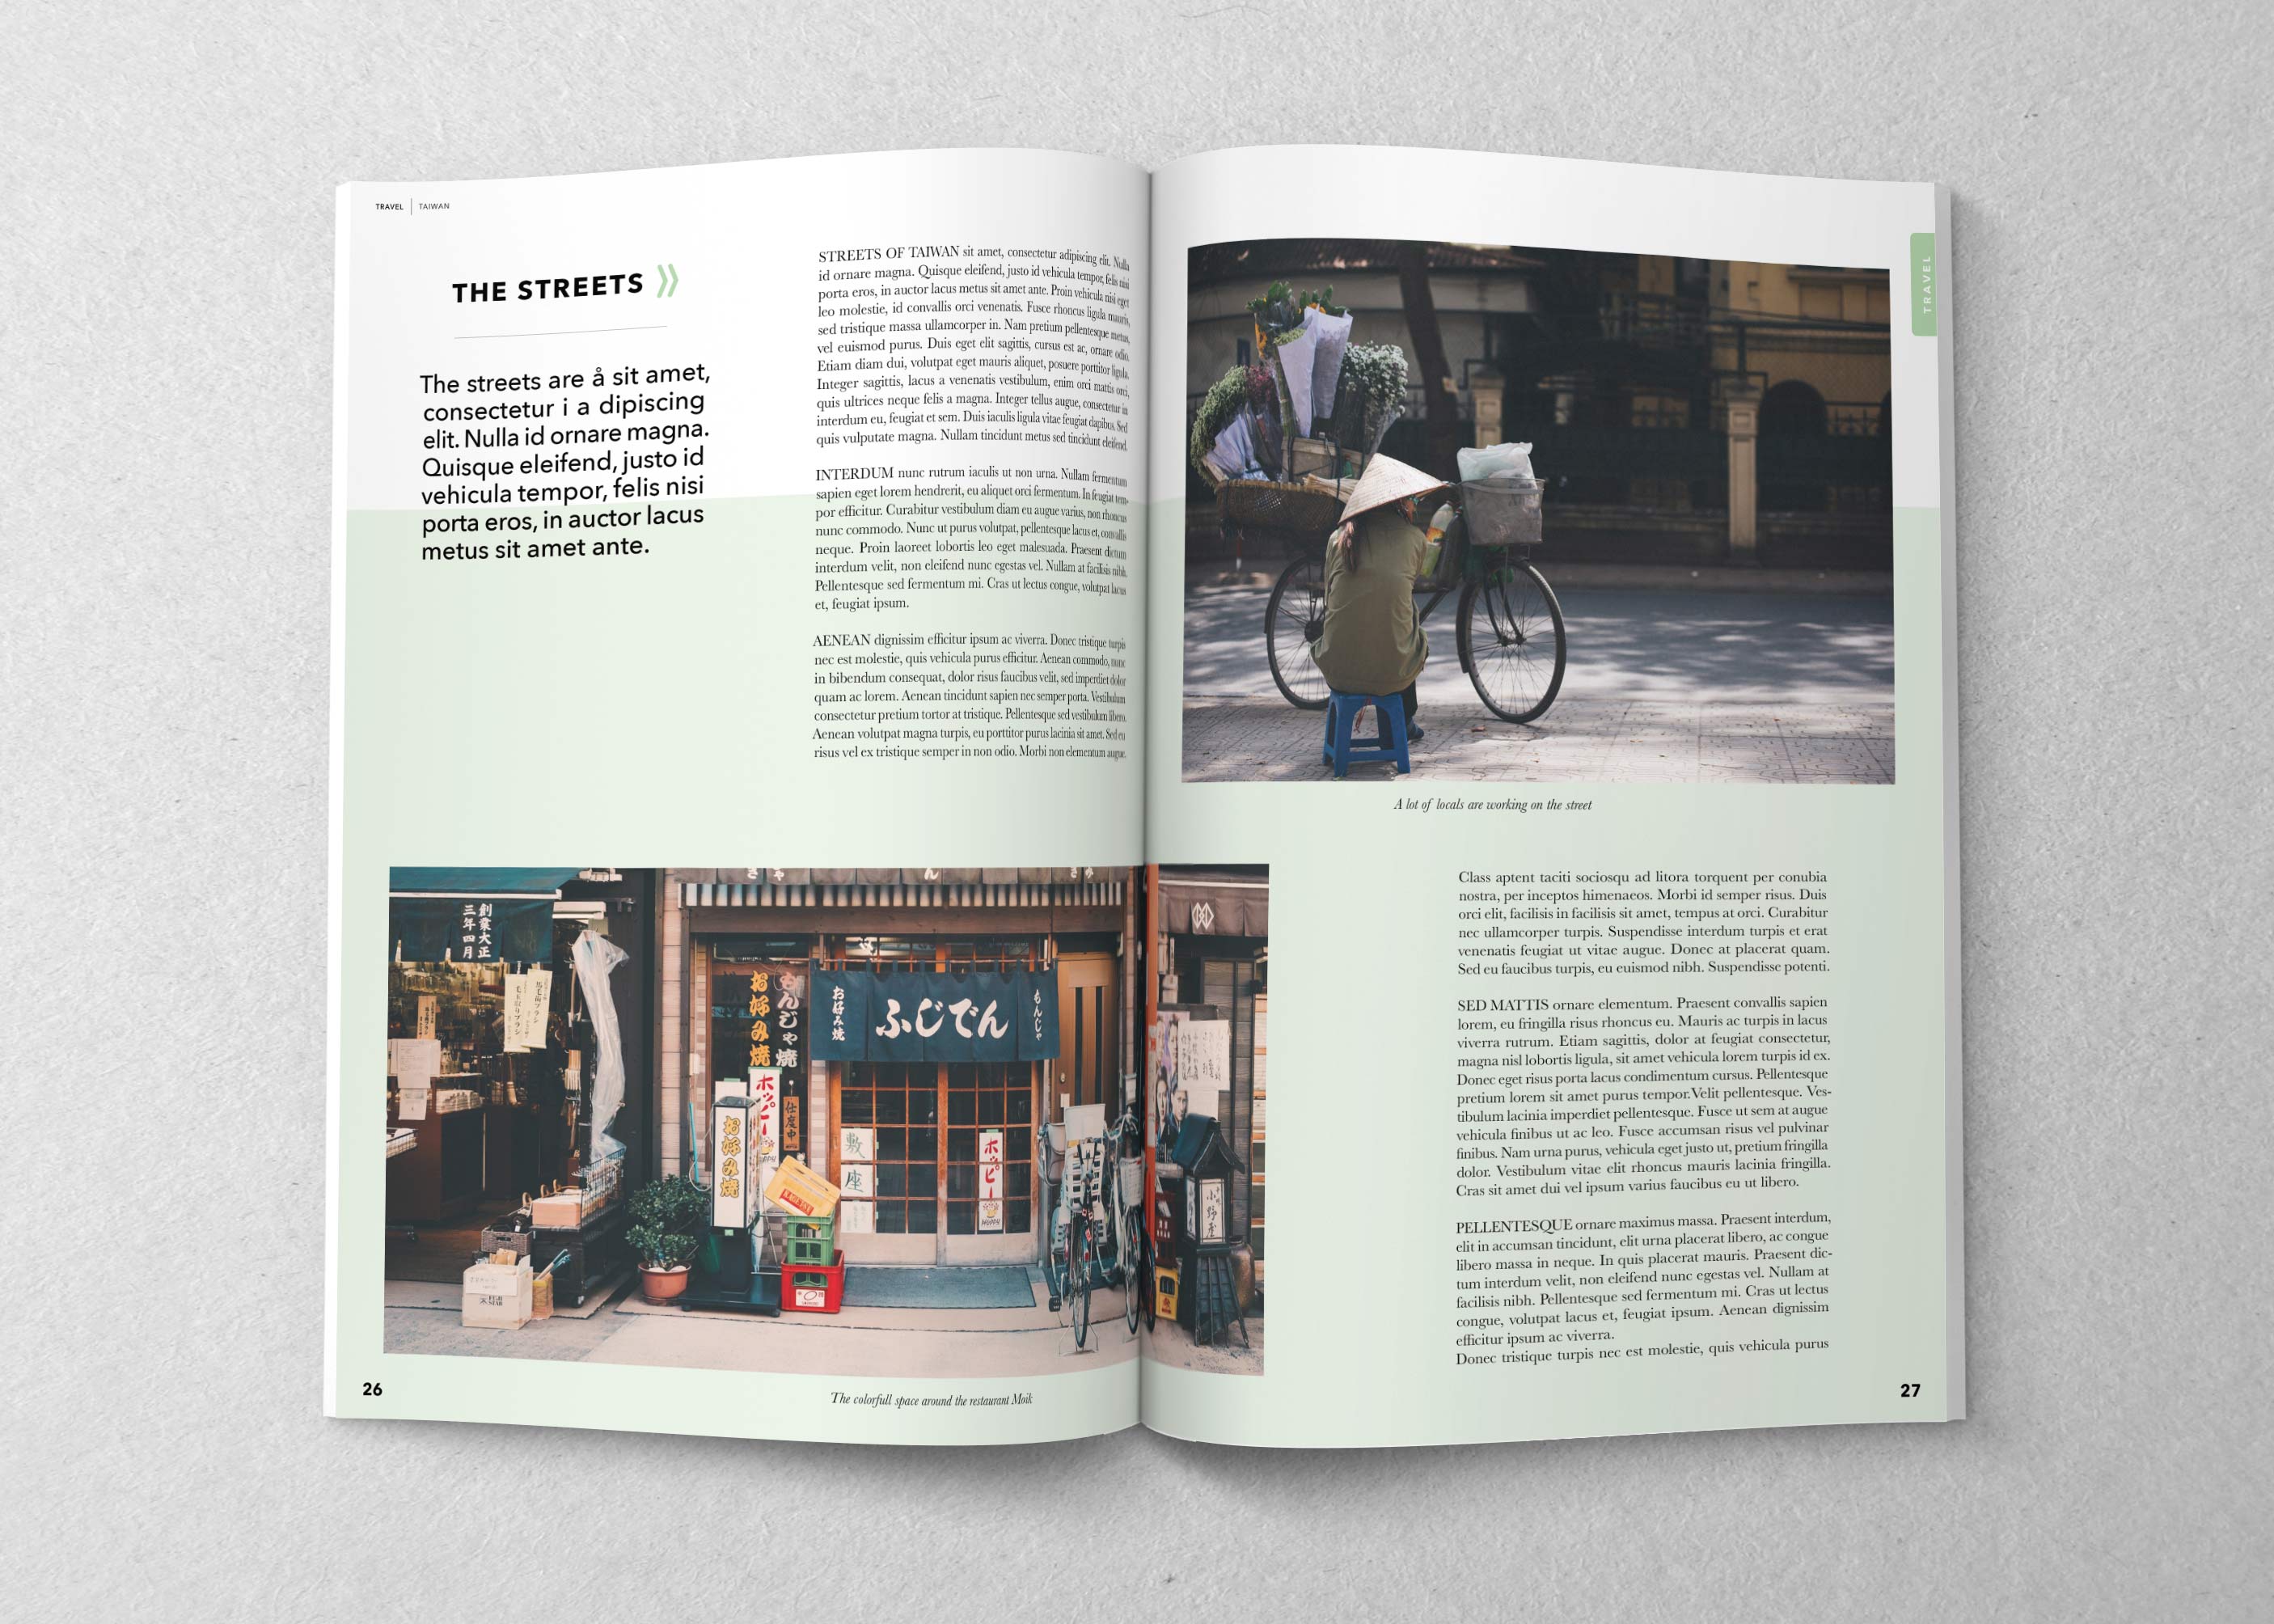 TRAVEL | TAIWAN
THE STREETS
The streets are å sit amet,
consectetur i a dipiscing
elit. Nulla id ornare magna.
Quisque eleifend, justo id
vehicula tempor, felis nisi
porta eros, in auctor lacus
metus sit amet ante.
STREETS OF TAIWAN sit amet, consectetur adipiscing elit. Nulla
id ornare magna. Quisque eleifend, justo id vehicula tempor, felis nisi
porta eros, in auctor lacus metus sit amet ante. Proin vehicula nisi eget
leo molestie, id convallis orci venenatis. Fusce rhoncus ligula mauris,
sed tristique massa ullamcorper in. Nam pretium pellentesque metus,
vel euismod purus. Duis eget elit sagittis, cursus est ac, ornare odio.
Etiam diam dui, volutpat eget mauris aliquet, posuere porttitor ligula.
Integer sagittis, lacus a venenatis vestibulum, enim orci mattis orci,
quis ultrices neque felis a magna. Integer tellus augue, consectetur in
interdum eu, feugiat et sem. Duis iaculis ligula vitae feugiat dapibus. Sed
quis vulputate magna. Nullam tincidunt metus sed tincidunt eleifend.
INTERDUM nunc rutrum iaculis ut non urna. Nullam fermentum
sapien eget lorem hendrerit, eu aliquet orci fermentum. In feugiat tem-
por efficitur. Curabitur vestibulum diam eu augue varius, non rhoncus
nunc commodo. Nunc ut purus volutpat, pellentesque lacus et, convallis
neque. Proin laoreet lobortis leo eget malesuada. Praesent dictum
interdum velit, non eleifend nunc egestas vel. Nullam at facilisis nibh.
Pellentesque sed fermentum mi. Cras ut lectus congue, volutpat lacus
et, feugiat ipsum.
AENEAN dignissim efficitur ipsum ac viverra. Donec tristique turpis
nec est molestie, quis vehicula purus efficitur. Aenean commodo, nunc
in bibendum consequat, dolor risus faucibus velit, sed imperdiet dolor
quam ac lorem. Aenean tincidunt sapien nec semper porta. Vestibulum
consectetur pretium tortor at tristique. Pellentesque sed vestibulum libero.
Aenean volutpat magna turpis, eu porttitor purus lacinia sit amet. Sed eu
risus vel ex tristique semper in non odio. Morbi non elementum augue.
創業大正
三年四月
もんじゃ焼
お好み焼
お好み焼
ふじでん
もんじゃ
ホッピー
仕度中
お好み焼
敷
座
ホッピー
HOPPY
小野屋
The colorfull space around the restaurant Moik
26
TRAVEL
A lot of locals are working on the street
Class aptent taciti sociosqu ad litora torquent per conubia
nostra, per inceptos himenaeos. Morbi id semper risus. Duis
orci elit, facilisis in facilisis sit amet, tempus at orci. Curabitur
nec ullamcorper turpis. Suspendisse interdum turpis et erat
venenatis feugiat ut vitae augue. Donec at placerat quam.
Sed eu faucibus turpis, eu euismod nibh. Suspendisse potenti.
SED MATTIS ornare elementum. Praesent convallis sapien
lorem, eu fringilla risus rhoncus eu. Mauris ac turpis in lacus
viverra rutrum. Etiam sagittis, dolor at feugiat consectetur,
magna nisl lobortis ligula, sit amet vehicula lorem turpis id ex.
Donec eget risus porta lacus condimentum cursus. Pellentesque
pretium lorem sit amet purus tempor.Velit pellentesque. Ves-
tibulum lacinia imperdiet pellentesque. Fusce ut sem at augue
vehicula finibus ut ac leo. Fusce accumsan risus vel pulvinar
finibus. Nam urna purus, vehicula eget justo ut, pretium fringilla
dolor. Vestibulum vitae elit rhoncus mauris lacinia fringilla.
Cras sit amet dui vel ipsum varius faucibus eu ut libero.
PELLENTESQUE ornare maximus massa. Praesent interdum,
elit in accumsan tincidunt, elit urna placerat libero, ac congue
libero massa in neque. In quis placerat mauris. Praesent dic-
tum interdum velit, non eleifend nunc egestas vel. Nullam at
facilisis nibh. Pellentesque sed fermentum mi. Cras ut lectus
congue, volutpat lacus et, feugiat ipsum. Aenean dignissim
efficitur ipsum ac viverra.
Donec tristique turpis nec est molestie, quis vehicula purus
27